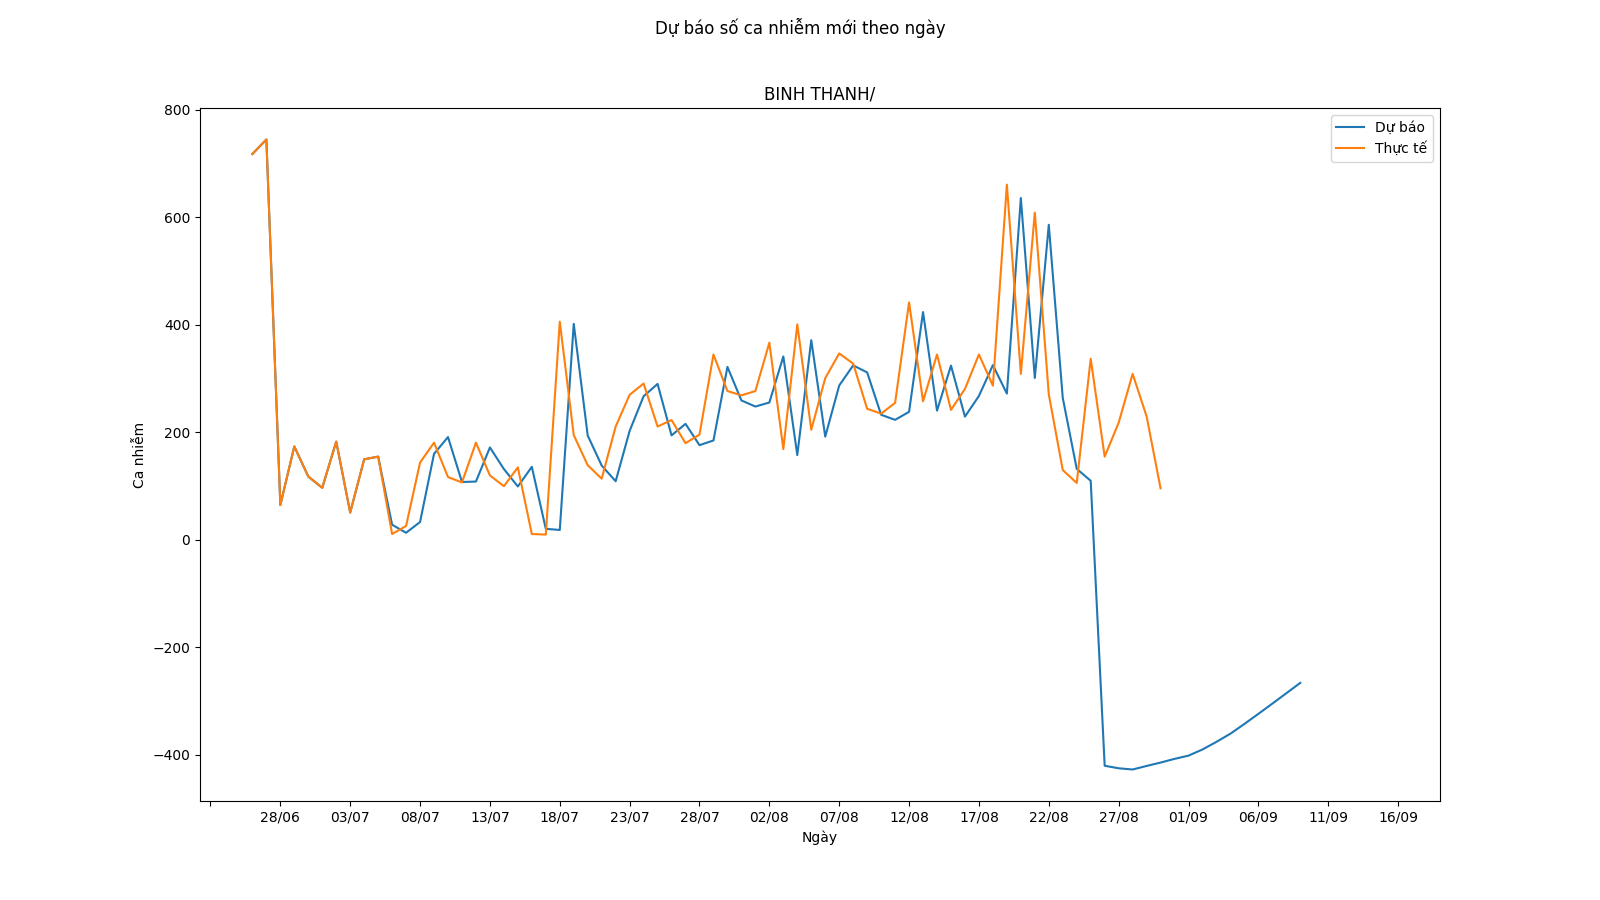 Dự báo số ca nhiễm mới theo ngày
BINH THANH/
Dự báo
Thực tế
800
600
400
200
0
−200
−400
Ca nhiễm
28/06 03/07 08/07 13/07 18/07 23/07 28/07 02/08 07/08 12/08 17/08 22/08 27/08 01/09 06/09 11/09 16/09
Ngày